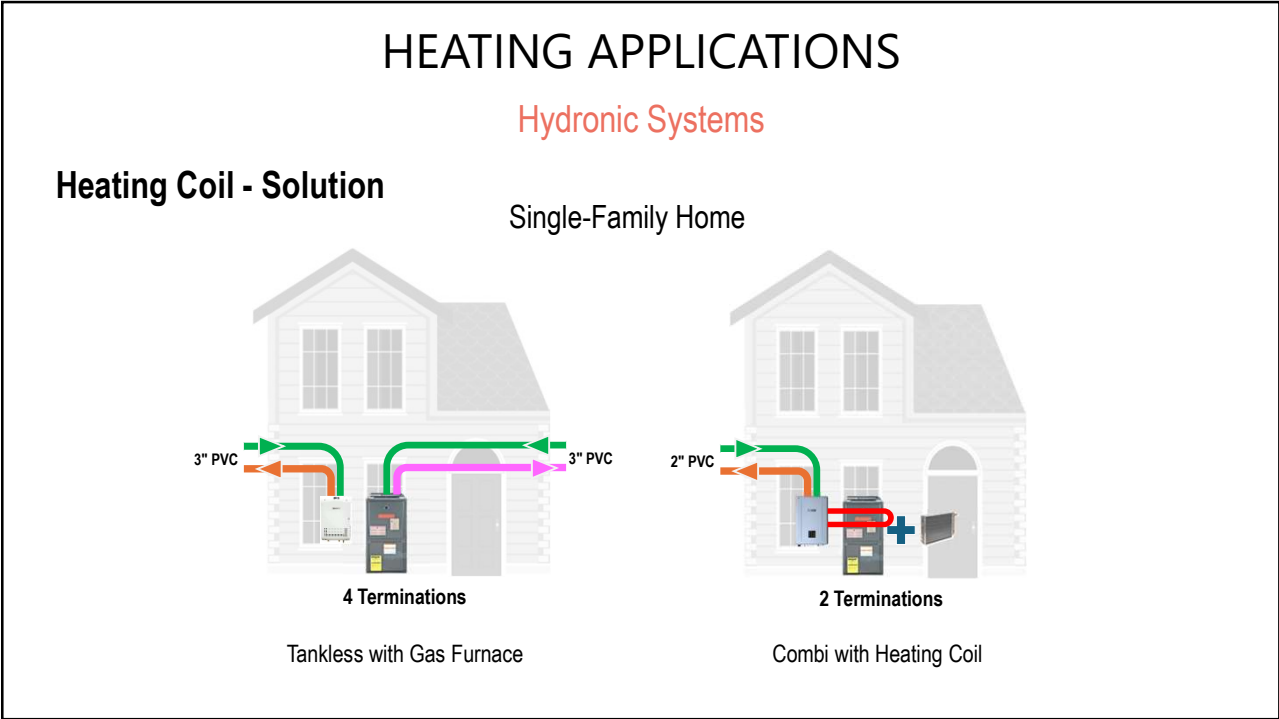 HEATING APPLICATIONS
Hydronic Systems
Heating Coil - Solution
Single-Family Home
3" PVC
3" PVC
2" PVC
4 Terminations
2 Terminations
Tankless with Gas Furnace
Combi with Heating Coil